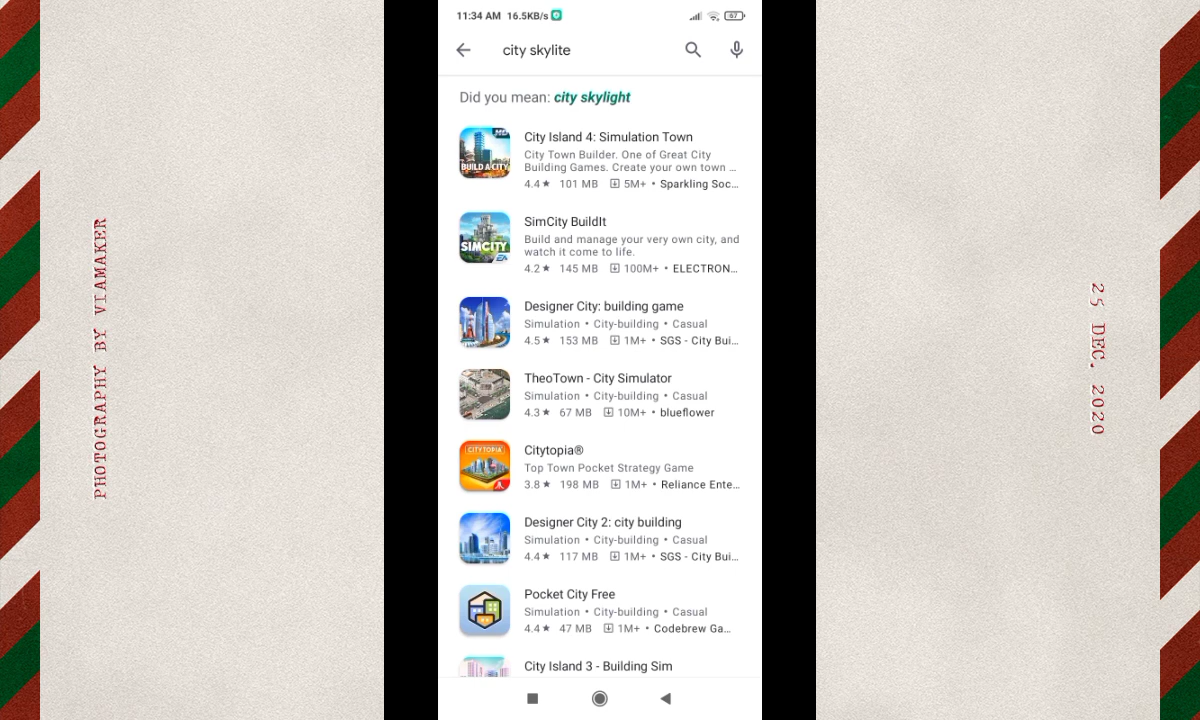 PHOTOGRAPHY BY VIAMAKER
11:34 AM 16.5KB/s
67
city skylite
Did you mean: city skylight
HD
BUILD A CITY
City Island 4: Simulation Town
City Town Builder. One of Great City
Building Games. Create your own town ...
4.4★ 101 MB 5M+ • Sparkling Soc...
SIMCITY
EA
SimCity BuildIt
Build and manage your very own city, and
watch it come to life.
4.2★ 145 MB 100M+ • ELECTRON...
Designer City: building game
Simulation • City-building • Casual
4.5★ 153 MB 1M+ • SGS - City Bui...
TheoTown - City Simulator
Simulation • City-building • Casual
4.3★ 67 MB 10M+ • blueflower
CITYTOPIA
Citytopia®
Top Town Pocket Strategy Game
3.8★ 198 MB 1M+ • Reliance Ente...
Designer City 2: city building
Simulation • City-building • Casual
4.4★ 117 MB 1M+ • SGS - City Bui...
Pocket City Free
Simulation • City-building • Casual
4.4★ 47 MB 1M+ • Codebrew Ga...
City Island 3 - Building Sim
25 DEC. 2020